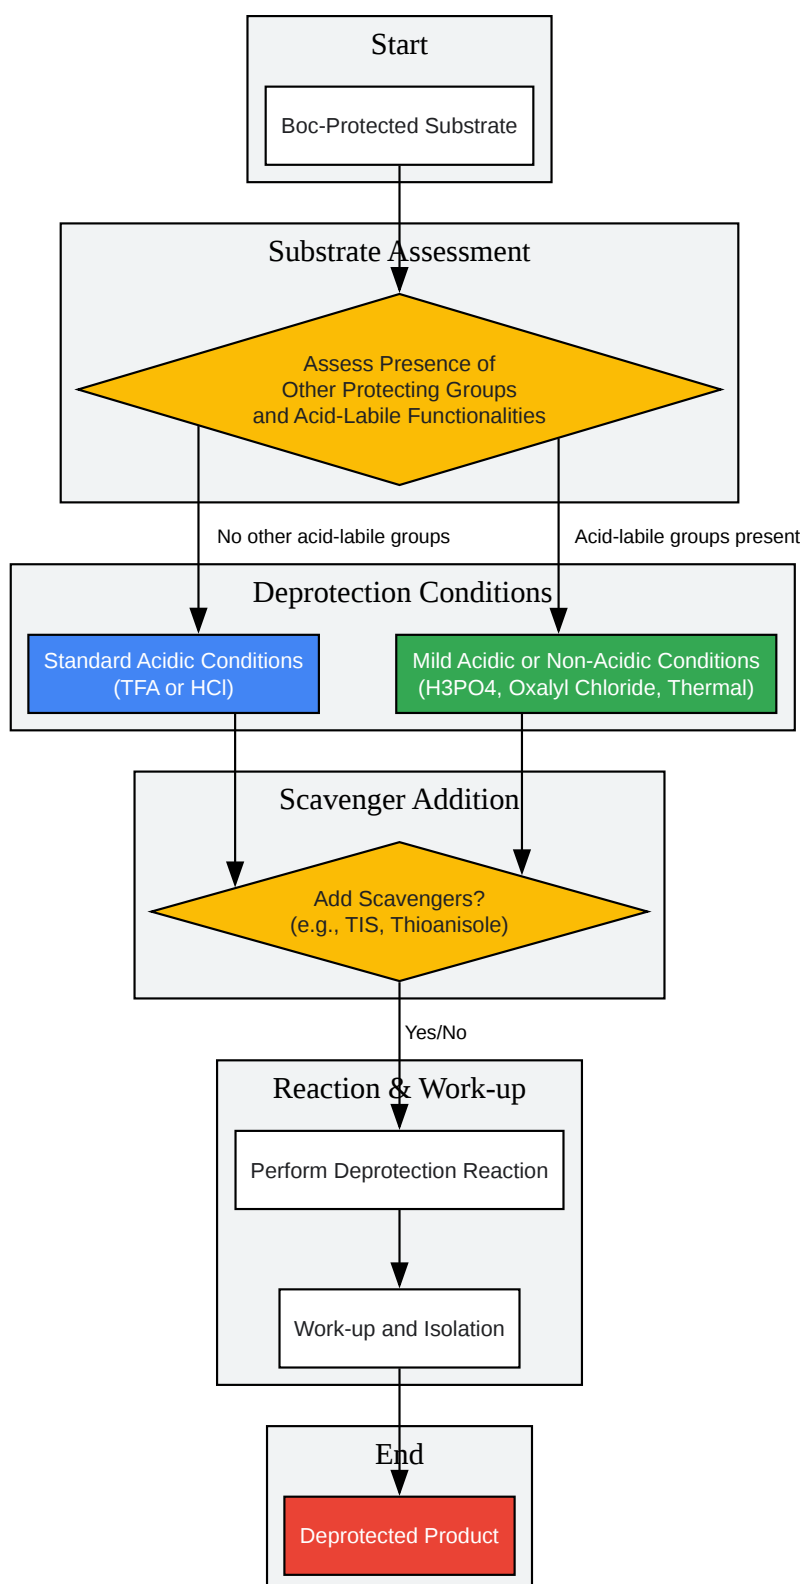 Start
Boc-Protected Substrate
Substrate Assessment
Assess Presence of
Other Protecting Groups
and Acid-Labile Functionalities
No other acid-labile groups
Acid-labile groups present
Deprotection Conditions
Standard Acidic Conditions
(TFA or HCl)
Mild Acidic or Non-Acidic Conditions
(H3PO4, Oxalyl Chloride, Thermal)
Scavenger Addition
Add Scavengers?
(e.g., TIS, Thioanisole)
Yes/No
Reaction & Work-up
Perform Deprotection Reaction
Work-up and Isolation
End
Deprotected Product